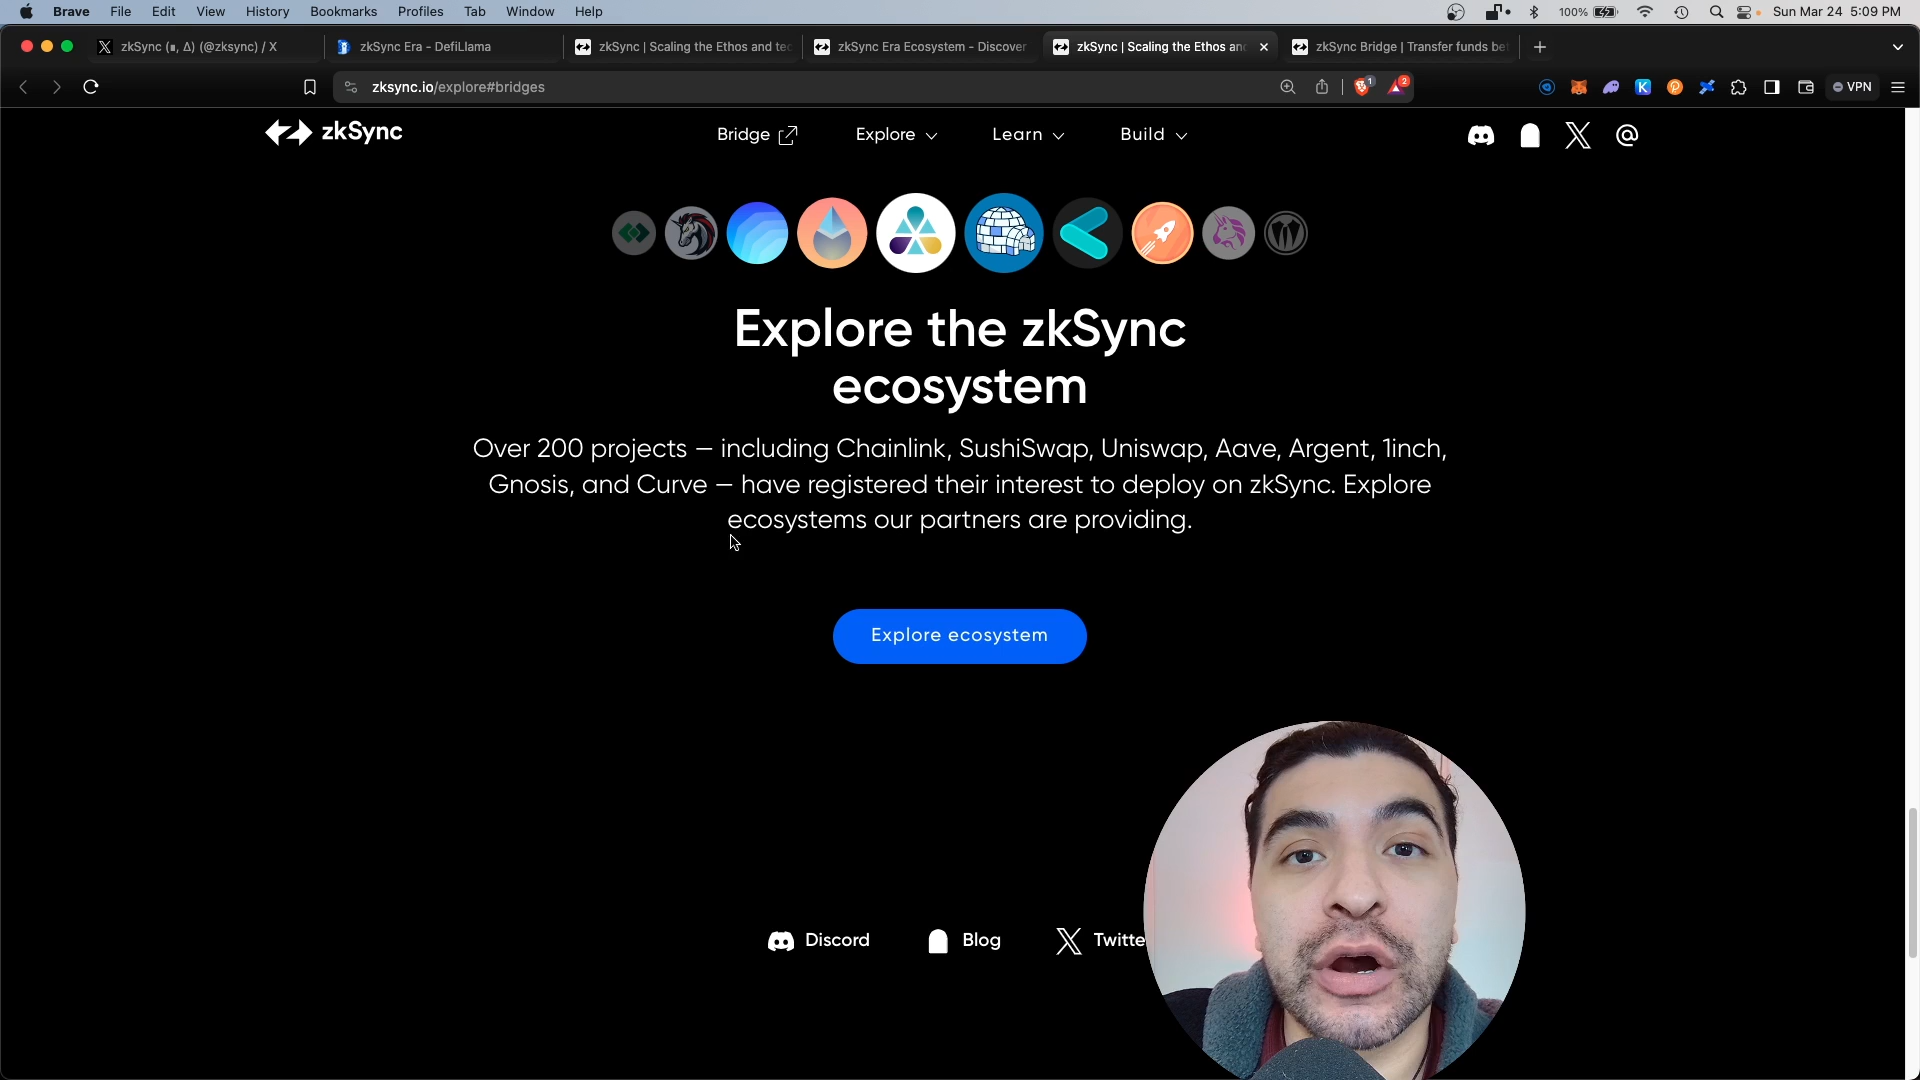 Brave File Edit View History Bookmarks Profiles Tab Window Help 100% Sun Mar 24 5:09 PM
zkSync (∎, ∆) (@zksync) / X zkSync Era - DefiLlama zkSync | Scaling the Ethos and tec zkSync Era Ecosystem - Discover zkSync | Scaling the Ethos an zkSync Bridge | Transfer funds be
zksync.io/explore#bridges 1 2 VPN
zkSync Bridge Explore Learn Build
Explore the zkSync
ecosystem
Over 200 projects — including Chainlink, SushiSwap, Uniswap, Aave, Argent, 1inch,
Gnosis, and Curve — have registered their interest to deploy on zkSync. Explore
ecosystems our partners are providing.
Explore ecosystem
Discord Blog Twitte